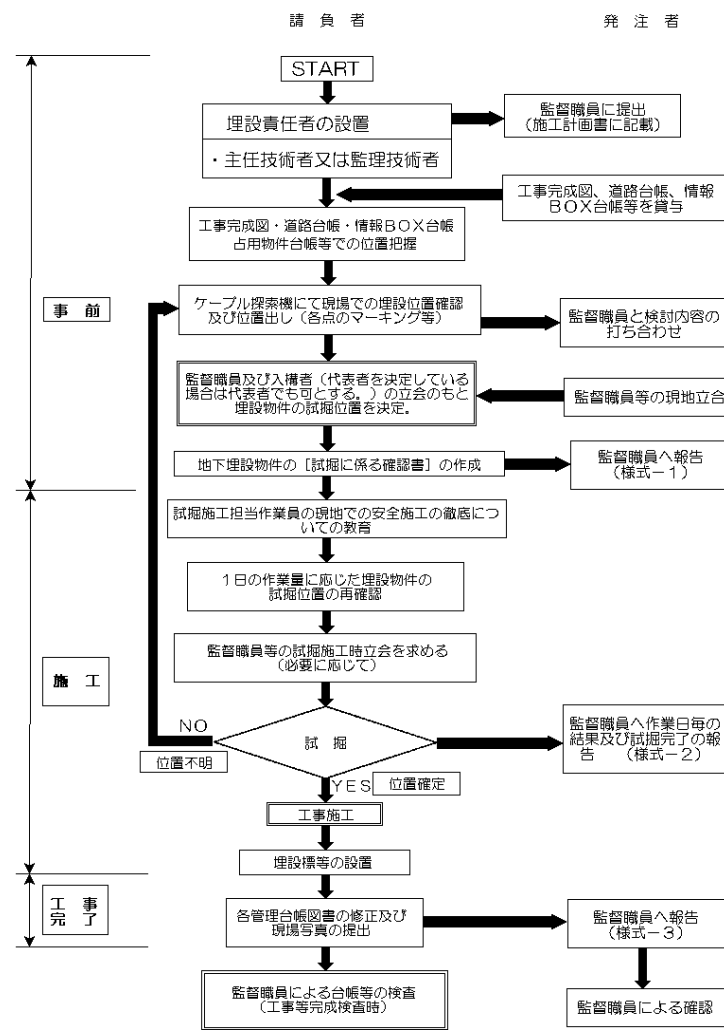 請負者
発注者
START
埋設責任者の設置
・主任技術者又は監理技術者
監督職員に提出
（施工計画書に記載）
工事完成図、道路台帳、情報
ＢＯＸ台帳等を貸与
工事完成図・道路台帳・情報ＢＯＸ台帳
占用物件台帳等での位置把握
事前
ケーブル探索機にて現場での埋設位置確認
及び位置出し（各点のマーキング等）
監督職員と検討内容の
打ち合わせ
監督職員及び入構者（代表者を決定している
場合は代表者でも可とする。）の立会のもと
埋設物件の試掘位置を決定。
監督職員等の現地立合
地下埋設物件の［試掘に係る確認書］の作成
監督職員へ報告
（様式－１）
試掘施工担当作業員の現地での安全施工の徹底につ
いての教育
１日の作業量に応じた埋設物件の
試掘位置の再確認
監督職員等の試掘施工時立会を求める
（必要に応じて）
施工
NO
位置不明
試掘
監督職員へ作業日毎の
結果及び試掘完了の報
告　（様式－２）
YES
位置確定
工事施工
埋設標等の設置
工事
完了
各管理台帳図書の修正及び
現場写真の提出
監督職員へ報告
（様式－３）
監督職員による台帳等の検査
（工事等完成検査時）
監督職員による確認